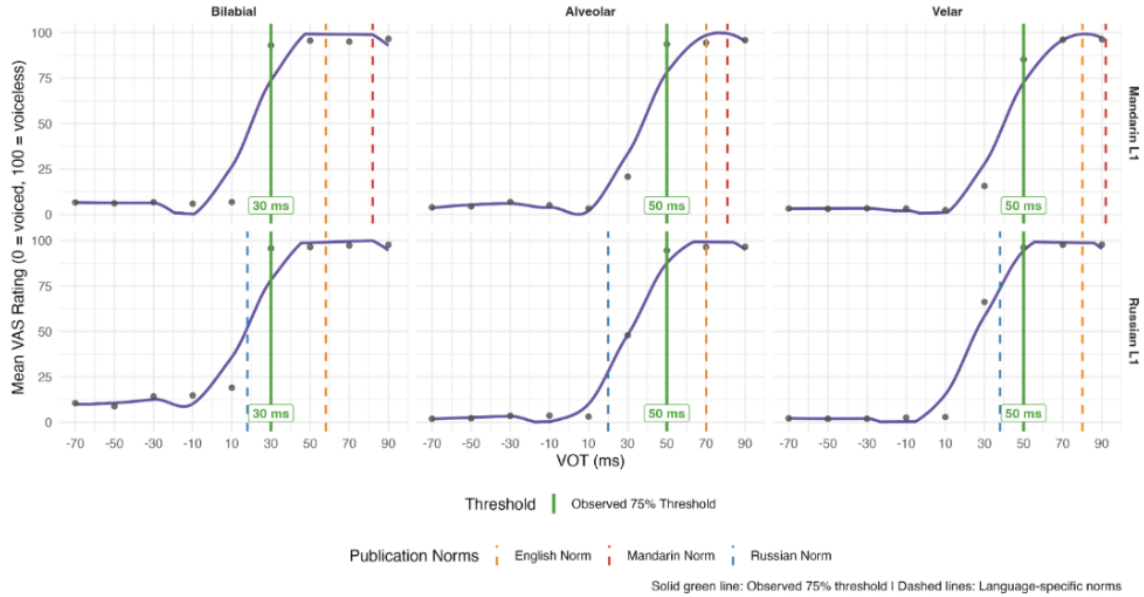 Bilabial Alveolar Velar
Mean VAS Rating (0 = voiced, 100 = voiceless)
100
75
50
25
0
30 ms 50 ms 50 ms
Mandarin L1
100
75
50
25
0
30 ms 50 ms 50 ms
Russian L1
-70 -50 -30 -10 10 30 50 70 90 -70 -50 -30 -10 10 30 50 70 90 -70 -50 -30 -10 10 30 50 70 90
VOT (ms)
Threshold Observed 75% Threshold
Publication Norms English Norm Mandarin Norm Russian Norm
Solid green line: Observed 75% threshold | Dashed lines: Language-specific norms